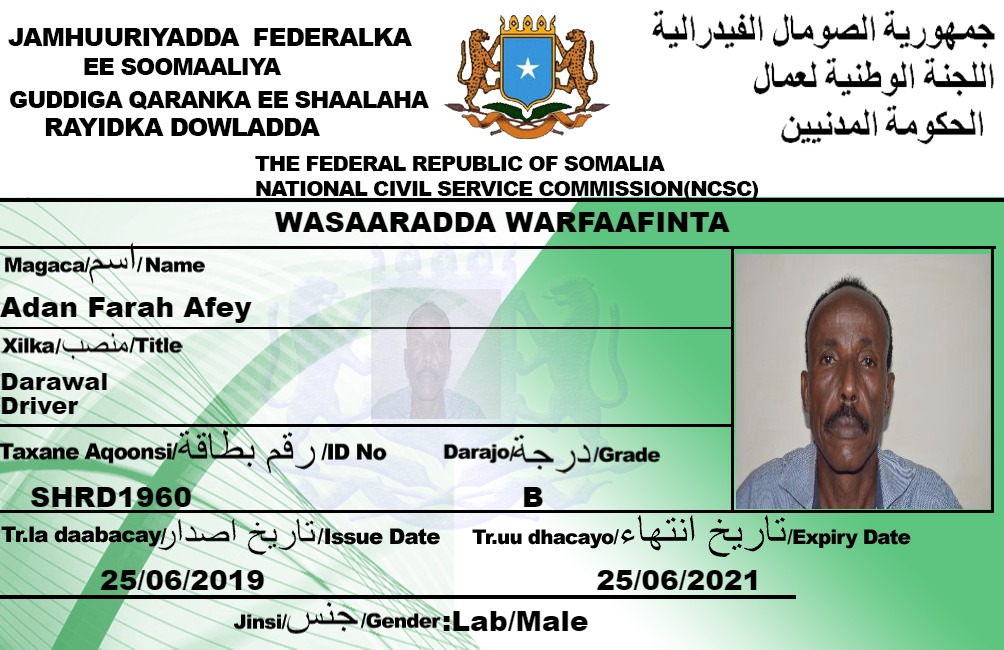 JAMHUURIYADDA FEDERALKA
EE SOOMAALIYA
GUDDIGA QARANKA EE SHAALAHA
RAYIDKA DOWLADDA
جمهورية الصومال الفيدرالية
اللجنة الوطنية لعمال
الحكومة المدنيين
THE FEDERAL REPUBLIC OF SOMALIA
NATIONAL CIVIL SERVICE COMMISSION(NCSC)
WASAARADDA WARFAAFINTA
Magaca/اسم/Name
Adan Farah Afey
Xilka/منصب/Title
Darawal
Driver
Taxane Aqoonsi/رقم بطاقة/ID No
SHRD1960
Darajo/درجة/Grade
B
Tr.la daabacay/تاريخ اصدار/Issue Date
25/06/2019
Tr.uu dhacayo/تاريخ انتهاء/Expiry Date
25/06/2021
Jinsi/جنس/Gender:Lab/Male